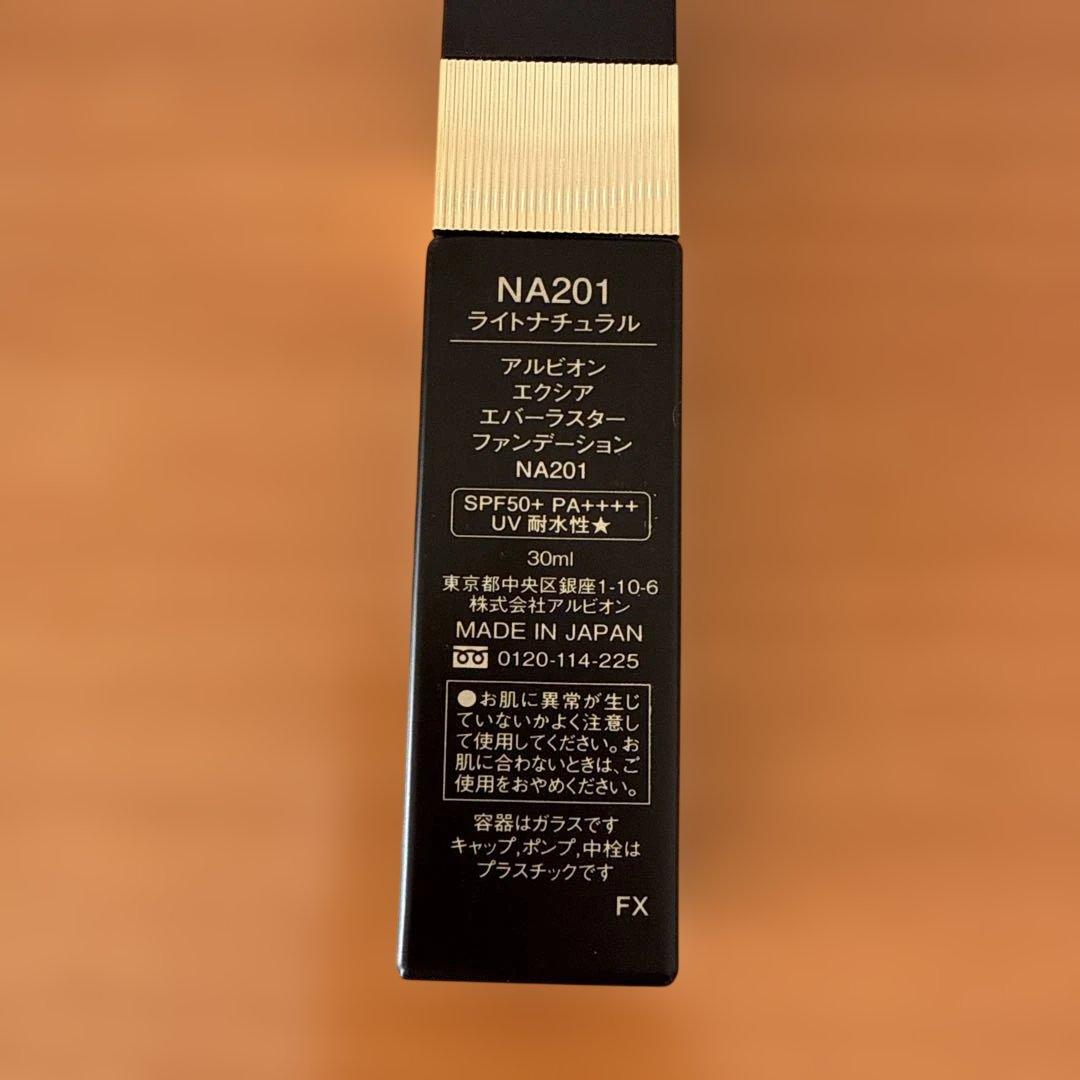 NA201
ライトナチュラル
アルビオン
エクシア
エバーラスター
ファンデーション
NA201
SPF50+ PA++++
UV 耐水性★
30ml
東京都中央区銀座1-10-6
株式会社アルビオン
MADE IN JAPAN
0120-114-225
●お肌に異常が生じ
ていないかよく注意し
て使用してください。お
肌に合わないときは、ご
使用をおやめください。
容器はガラスです
キャップ,ポンプ,中栓は
プラスチックです
FX